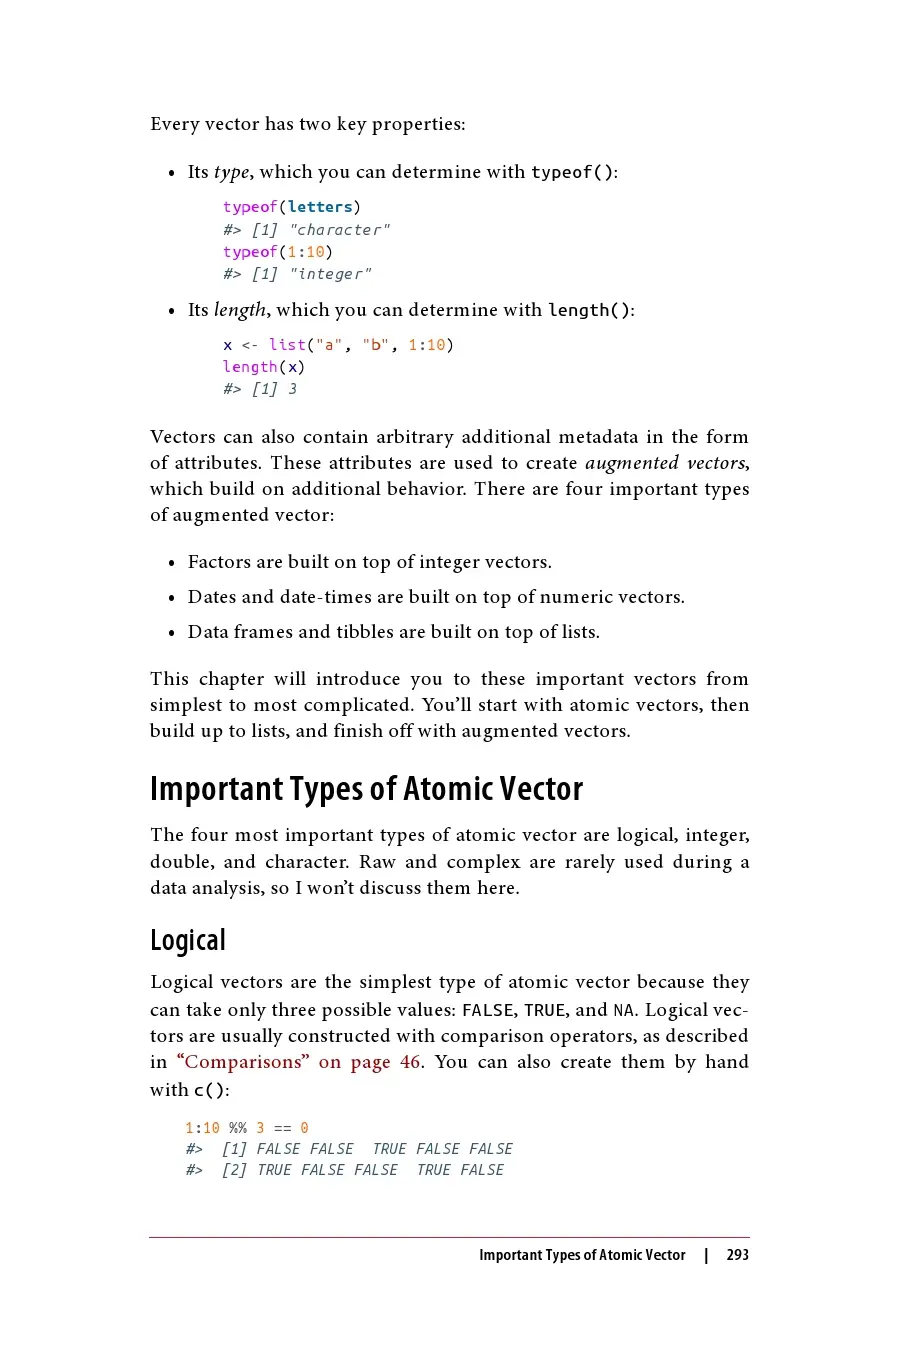 Every vector has two key properties:
• Its type, which you can determine with typeof():
typeof(letters)
#> [1] "character"
typeof(1:10)
#> [1] "integer"
• Its length, which you can determine with length():
x <- list("a", "b", 1:10)
length(x)
#> [1] 3
Vectors can also contain arbitrary additional metadata in the form
of attributes. These attributes are used to create augmented vectors,
which build on additional behavior. There are four important types
of augmented vector:
• Factors are built on top of integer vectors.
• Dates and date-times are built on top of numeric vectors.
• Data frames and tibbles are built on top of lists.
This chapter will introduce you to these important vectors from
simplest to most complicated. You’ll start with atomic vectors, then
build up to lists, and finish off with augmented vectors.
Important Types of Atomic Vector
The four most important types of atomic vector are logical, integer,
double, and character. Raw and complex are rarely used during a
data analysis, so I won’t discuss them here.
Logical
Logical vectors are the simplest type of atomic vector because they
can take only three possible values: FALSE, TRUE, and NA. Logical vec-
tors are usually constructed with comparison operators, as described
in “Comparisons” on page 46. You can also create them by hand
with c():
1:10 %% 3 == 0
#>  [1] FALSE FALSE  TRUE FALSE FALSE
#>  [2] TRUE FALSE FALSE  TRUE FALSE
Important Types of Atomic Vector | 293